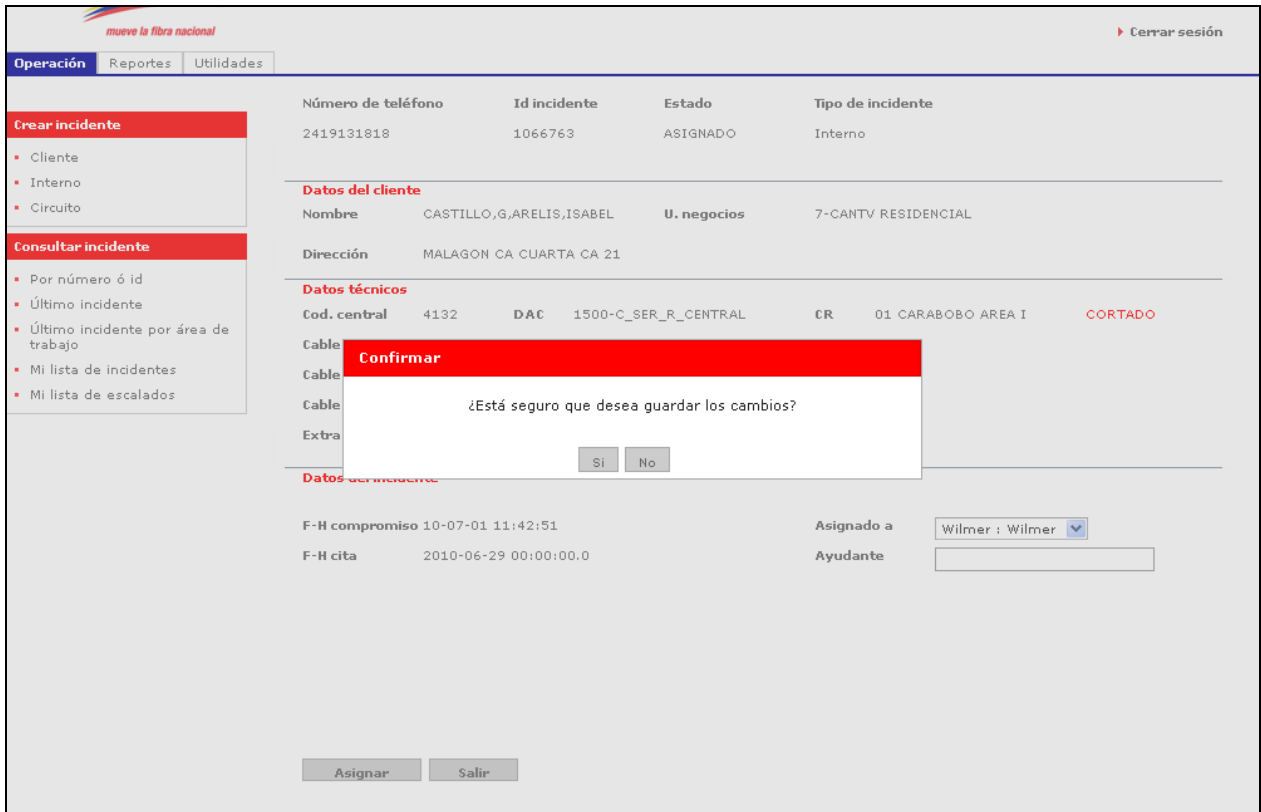 mueve la fibra nacional
Cerrar sesión
Operación Reportes Utilidades
Crear incidente
Cliente
Interno
Circuito
Consultar incidente
Por número ó id
Último incidente
Último incidente por área de
trabajo
Mi lista de incidentes
Mi lista de escalados
Número de teléfono Id incidente Estado Tipo de incidente
2419131818 1066763 ASIGNADO Interno
Datos del cliente
Nombre CASTILLO,G,ARELIS,ISABEL U. negocios 7-CANTV RESIDENCIAL
Dirección MALAGON CA CUARTA CA 21
Datos técnicos
Cod. central 4132 DAC 1500-C_SER_R_CENTRAL CR 01 CARABOBO AREA I CORTADO
Cable
Cable
Cable
Extra
Confirmar
¿Está seguro que desea guardar los cambios?
Si No
Datos del incidente
F-H compromiso 10-07-01 11:42:51 Asignado a Wilmer : Wilmer
F-H cita 2010-06-29 00:00:00.0 Ayudante
Asignar Salir